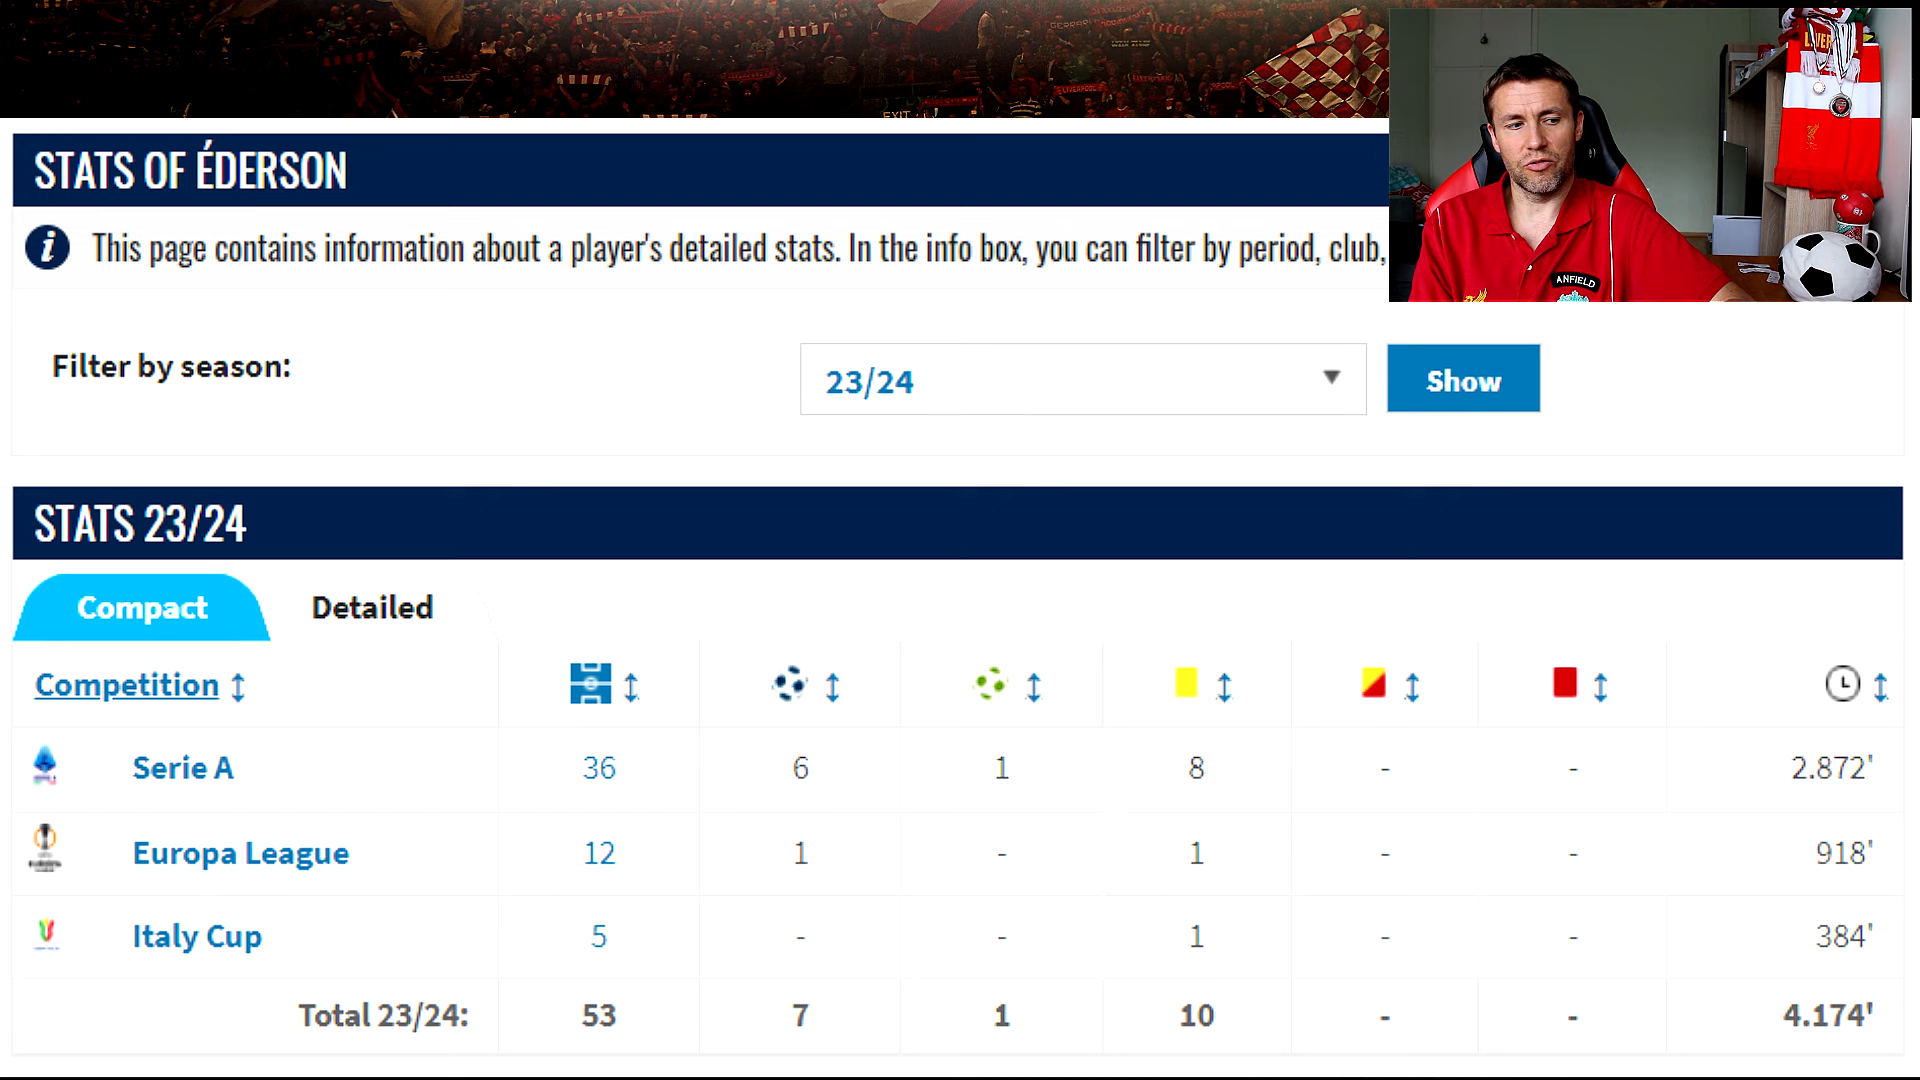 EXIT
STATS OF ÉDERSON
i This page contains information about a player's detailed stats. In the info box, you can filter by period, club,
ANFIELD
Filter by season:
23/24
Show
STATS 23/24
Compact Detailed
Competition
Serie A 36 6 1 8 - - 2.872'
Europa League 12 1 - 1 - - 918'
Italy Cup 5 - - 1 - - 384'
Total 23/24: 53 7 1 10 - - 4.174'